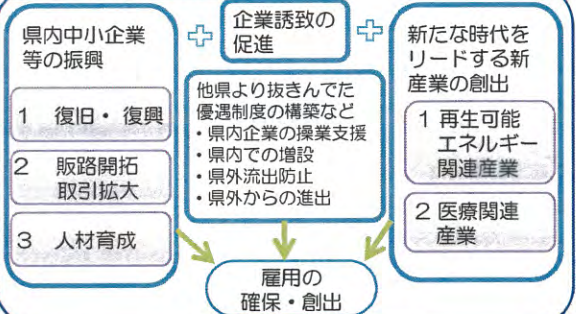 県内中小企業
等の振興
1 復旧・復興
2 販路開拓
取引拡大
3 人材育成
企業誘致の
促進
他県より抜きんでた
優遇制度の構築など
・県内企業の操業支援
・県内での増設
・県外流出防止
・県外からの進出
新たな時代を
リードする新
産業の創出
1 再生可能
エネルギー
関連産業
2 医療関連
産業
雇用の
確保・創出